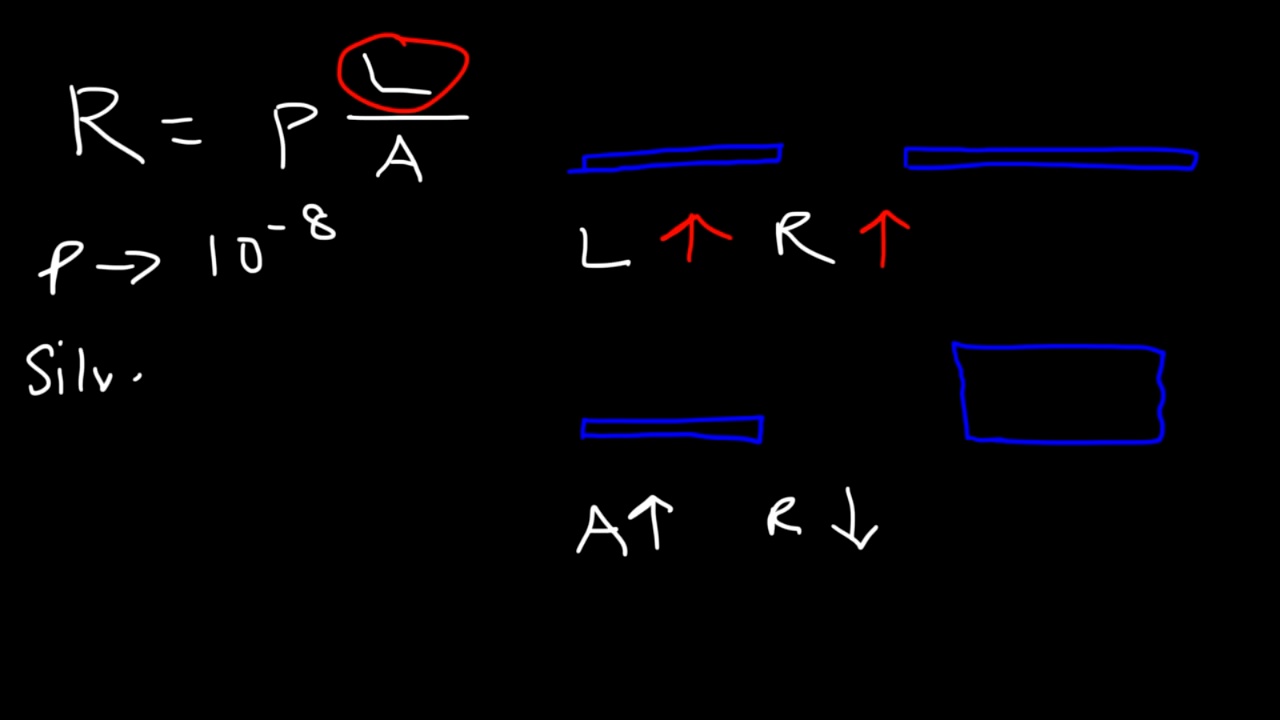 R = ρ L/A
ρ → 10⁻⁸
Silv.
L ↑ R ↑
A ↑ R ↓